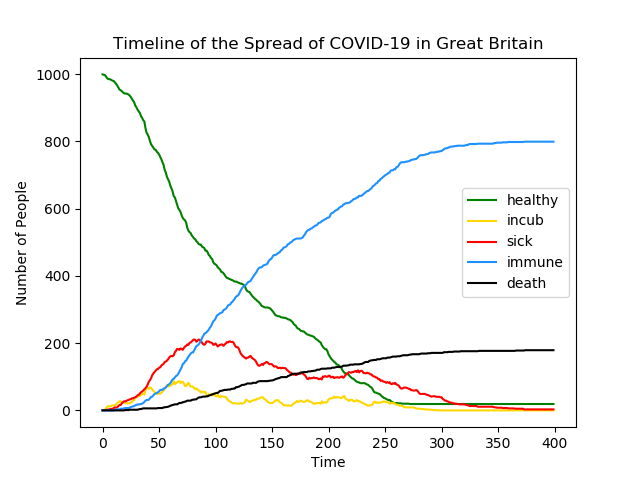 Timeline of the Spread of COVID-19 in Great Britain
Number of People
1000
800
600
400
200
0
healthy
incub
sick
immune
death
0 50 100 150 200 250 300 350 400
Time